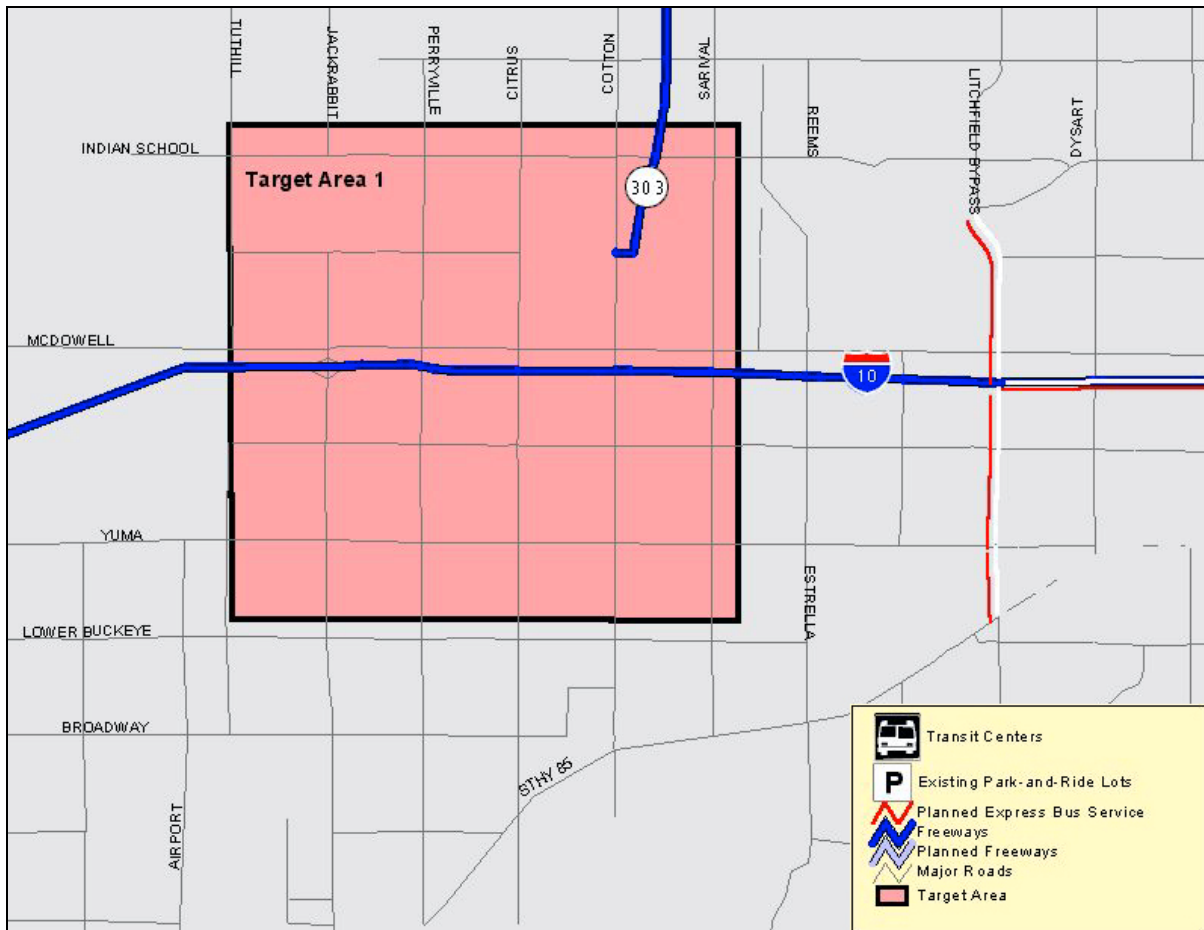 TUTHILL
JACKRABBIT
PERRYVILLE
CITRUS
COTTON
SARIVAL
REEMS
LITCHFIELD BYPASS
DYSART
INDIAN SCHOOL
Target Area 1
303
MCDOWELL
10
YUMA
ESTRELLA
LOWER BUCKEYE
BROADWAY
STHY 85
AIRPORT
Transit Centers
P Existing Park-and-Ride Lots
Planned Express Bus Service
Freeways
Planned Freeways
Major Roads
Target Area